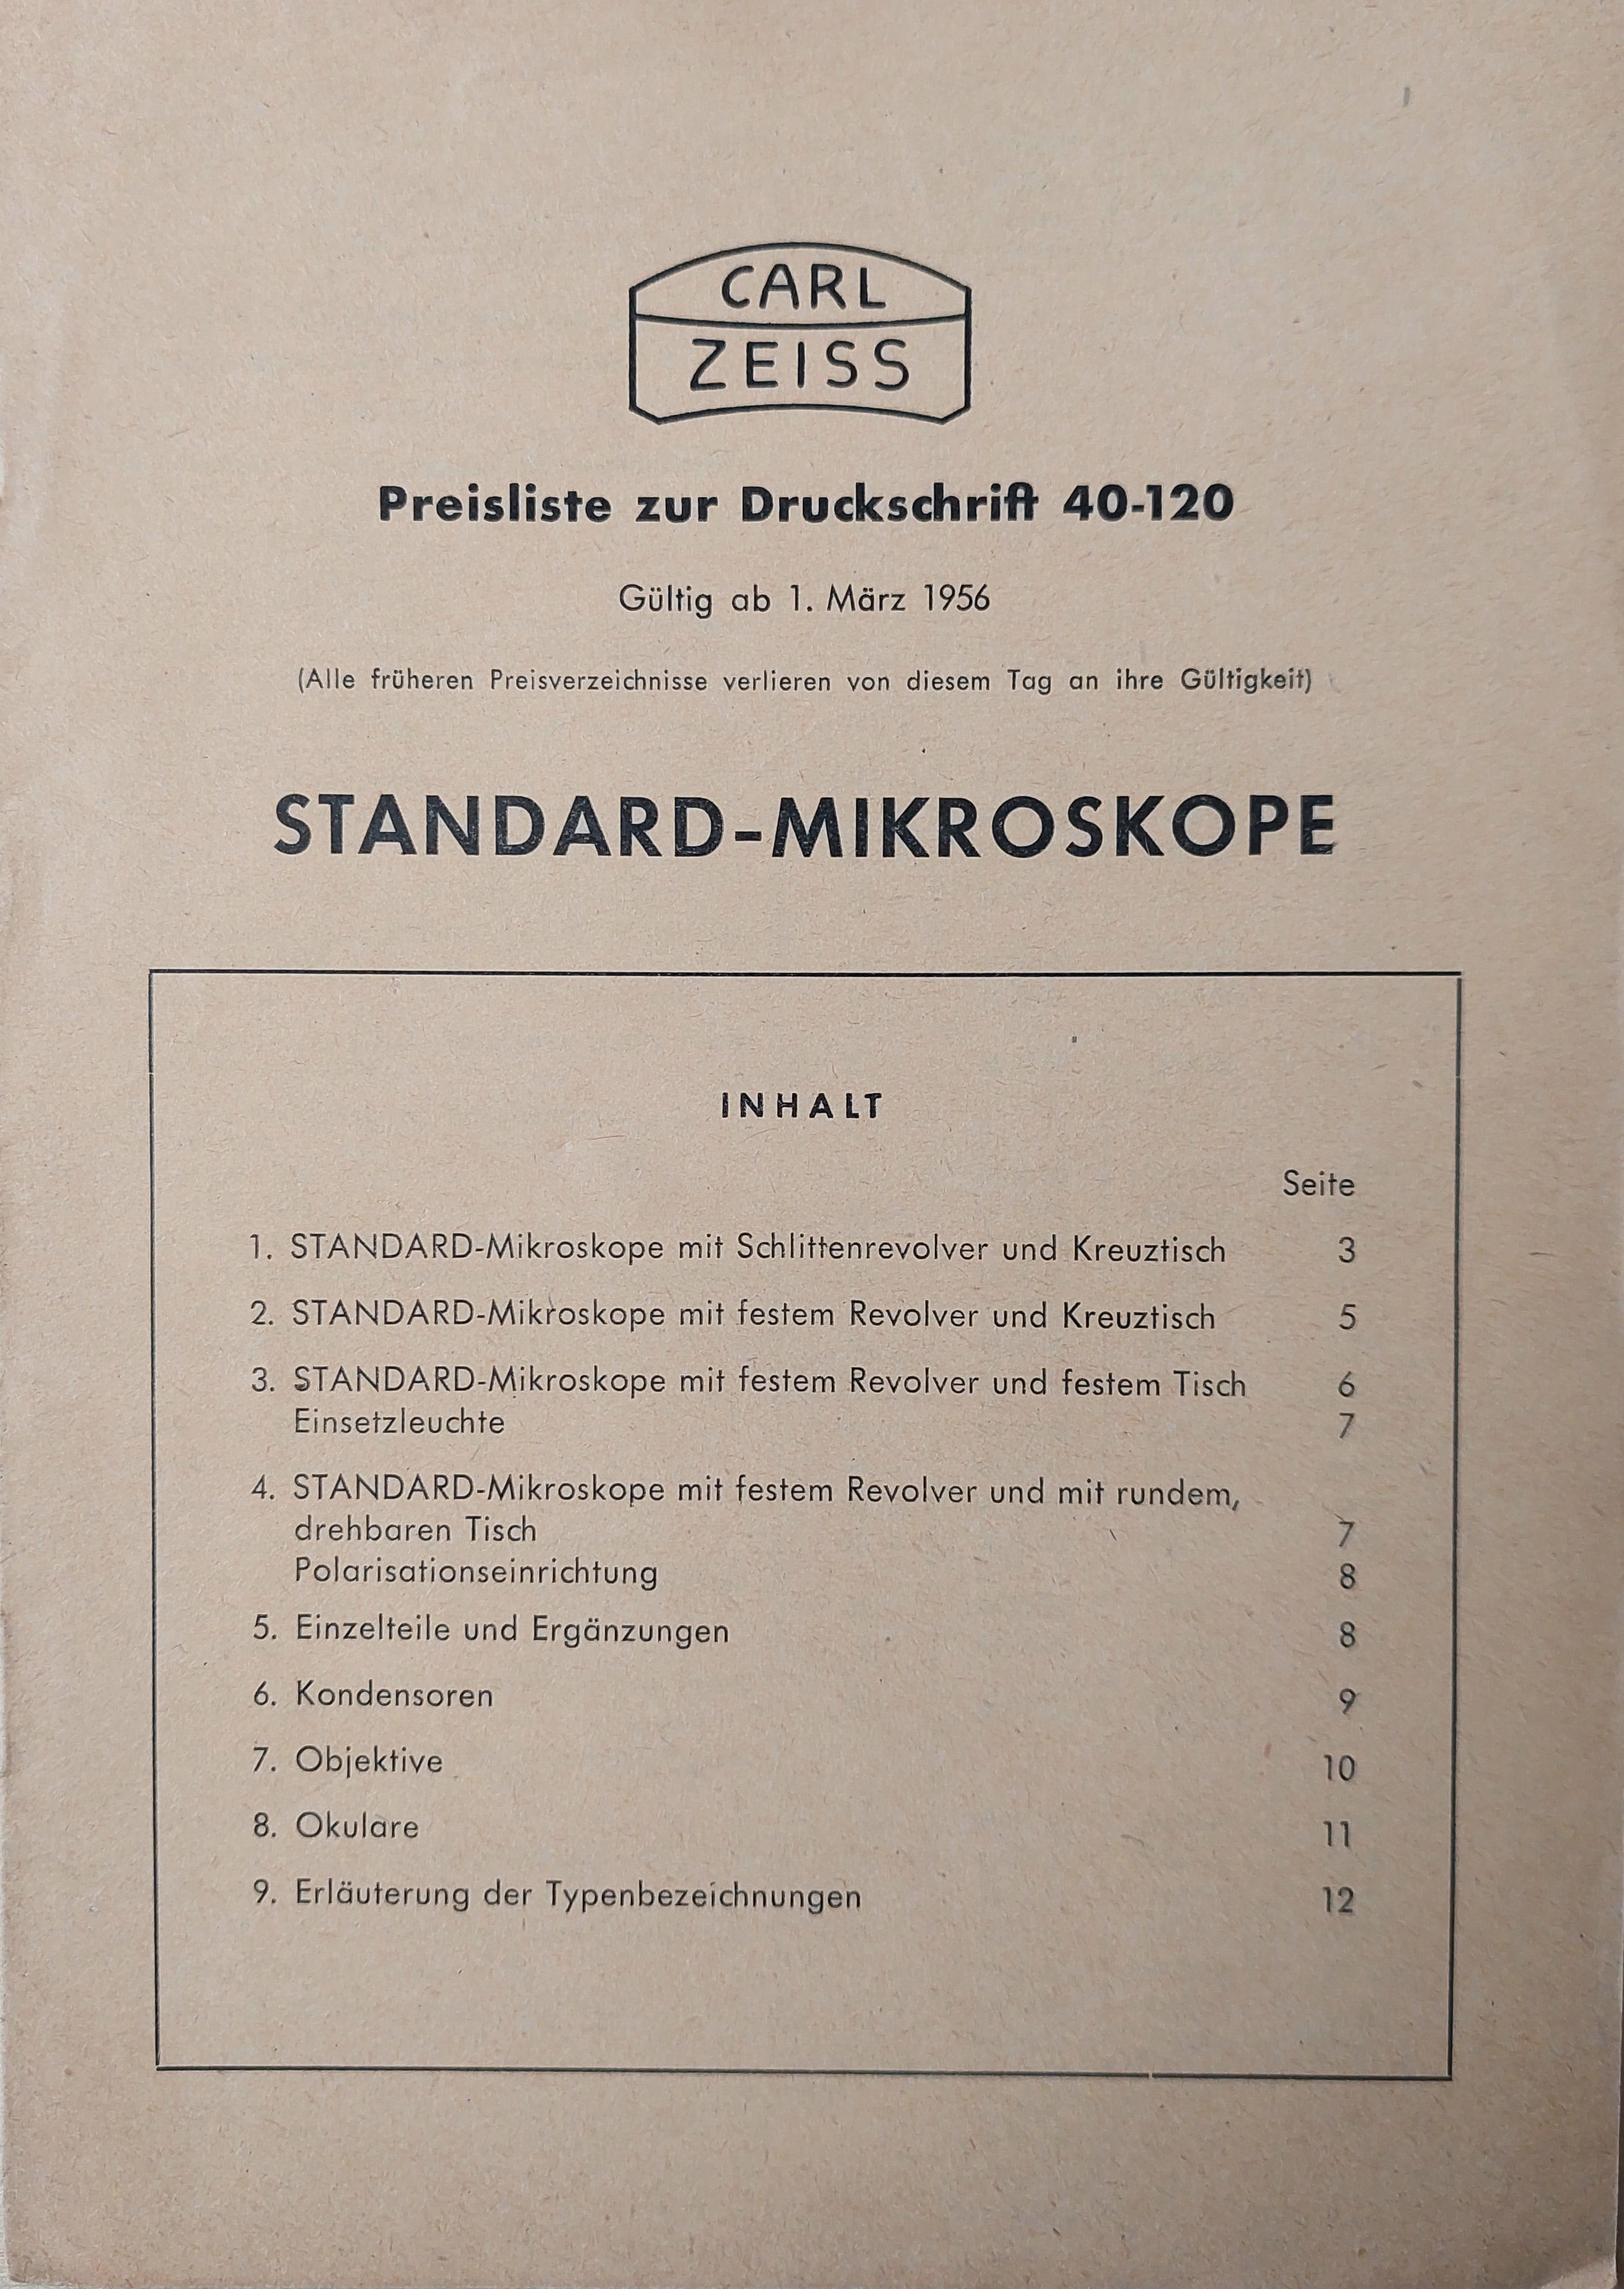 CARL
ZEISS
Preisliste zur Druckschrift 40-120
Gültig ab 1. März 1956
(Alle früheren Preisverzeichnisse verlieren von diesem Tag an ihre Gültigkeit)
STANDARD-MIKROSKOPE
INHALT
Seite
1. STANDARD-Mikroskope mit Schlittenrevolver und Kreuztisch 3
2. STANDARD-Mikroskope mit festem Revolver und Kreuztisch 5
3. STANDARD-Mikroskope mit festem Revolver und festem Tisch 6
Einsetzleuchte 7
4. STANDARD-Mikroskope mit festem Revolver und mit rundem,
drehbaren Tisch 7
Polarisationseinrichtung 8
5. Einzelteile und Ergänzungen 8
6. Kondensoren 9
7. Objektive 10
8. Okulare 11
9. Erläuterung der Typenbezeichnungen 12